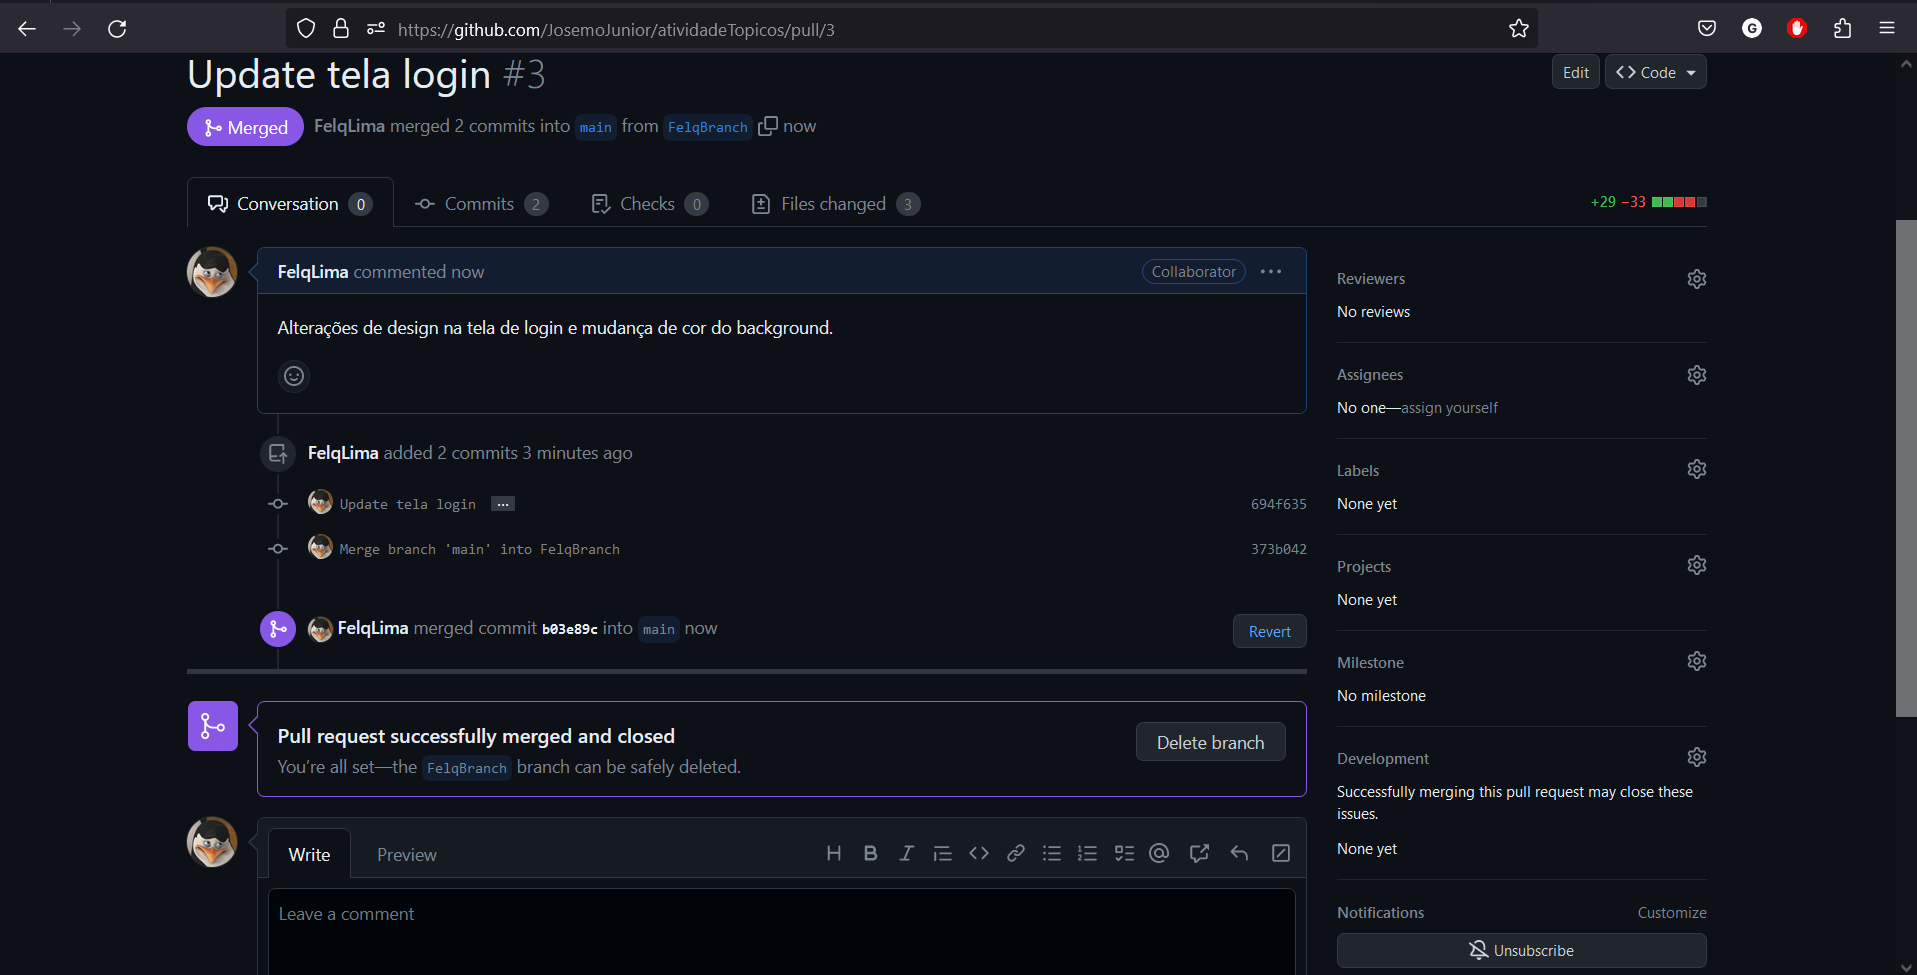 https://github.com/JosemoJunior/atividadeTopicos/pull/3
G
Update tela login #3
Edit
Code
Merged
FelqLima merged 2 commits into main from FelqBranch now
Conversation 0
Commits 2
Checks 0
Files changed 3
+29 −33
FelqLima commented now
Collaborator
Alterações de design na tela de login e mudança de cor do background.
FelqLima added 2 commits 3 minutes ago
Update tela login ...
694f635
Merge branch 'main' into FelqBranch
373b042
FelqLima merged commit b03e89c into main now
Revert
Pull request successfully merged and closed
You're all set—the FelqBranch branch can be safely deleted.
Delete branch
Write
Preview
Leave a comment
Reviewers
No reviews
Assignees
No one—assign yourself
Labels
None yet
Projects
None yet
Milestone
No milestone
Development
Successfully merging this pull request may close these
issues.
None yet
Notifications
Customize
Unsubscribe